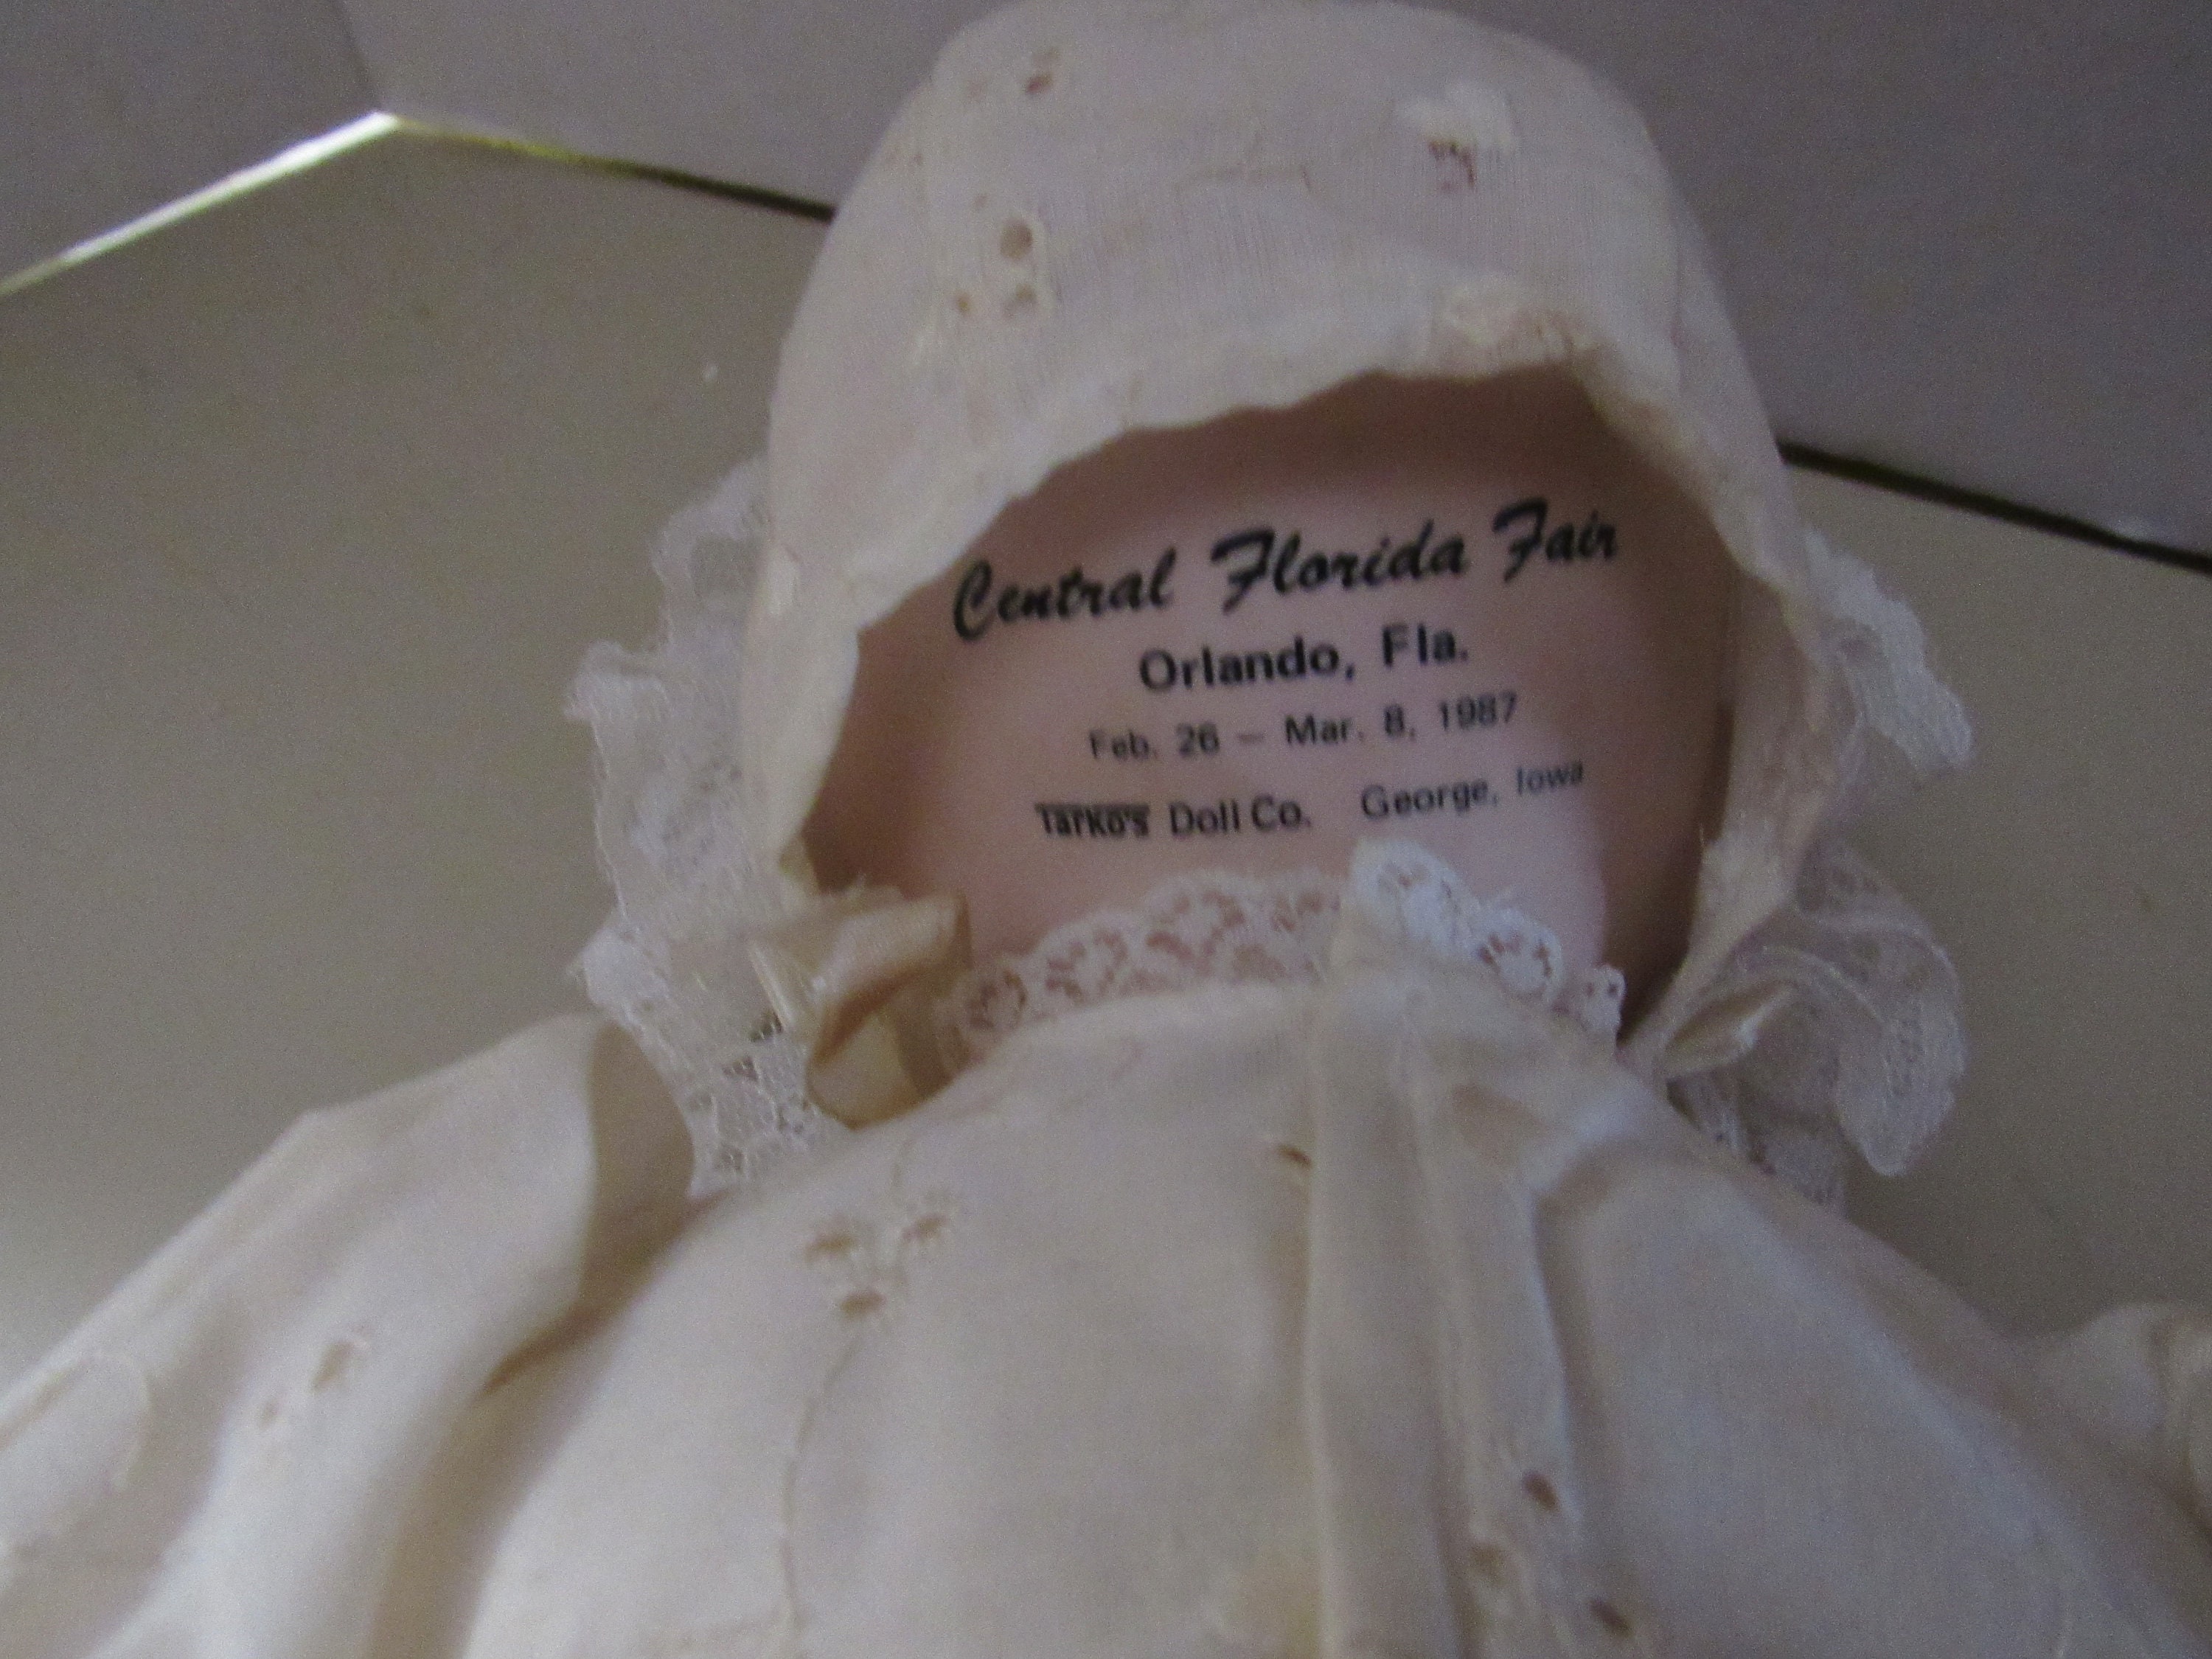 Central Florida Fair
Orlando, Fla.
Feb. 26 — Mar. 8, 1987
Tarko's Doll Co. George, Iowa